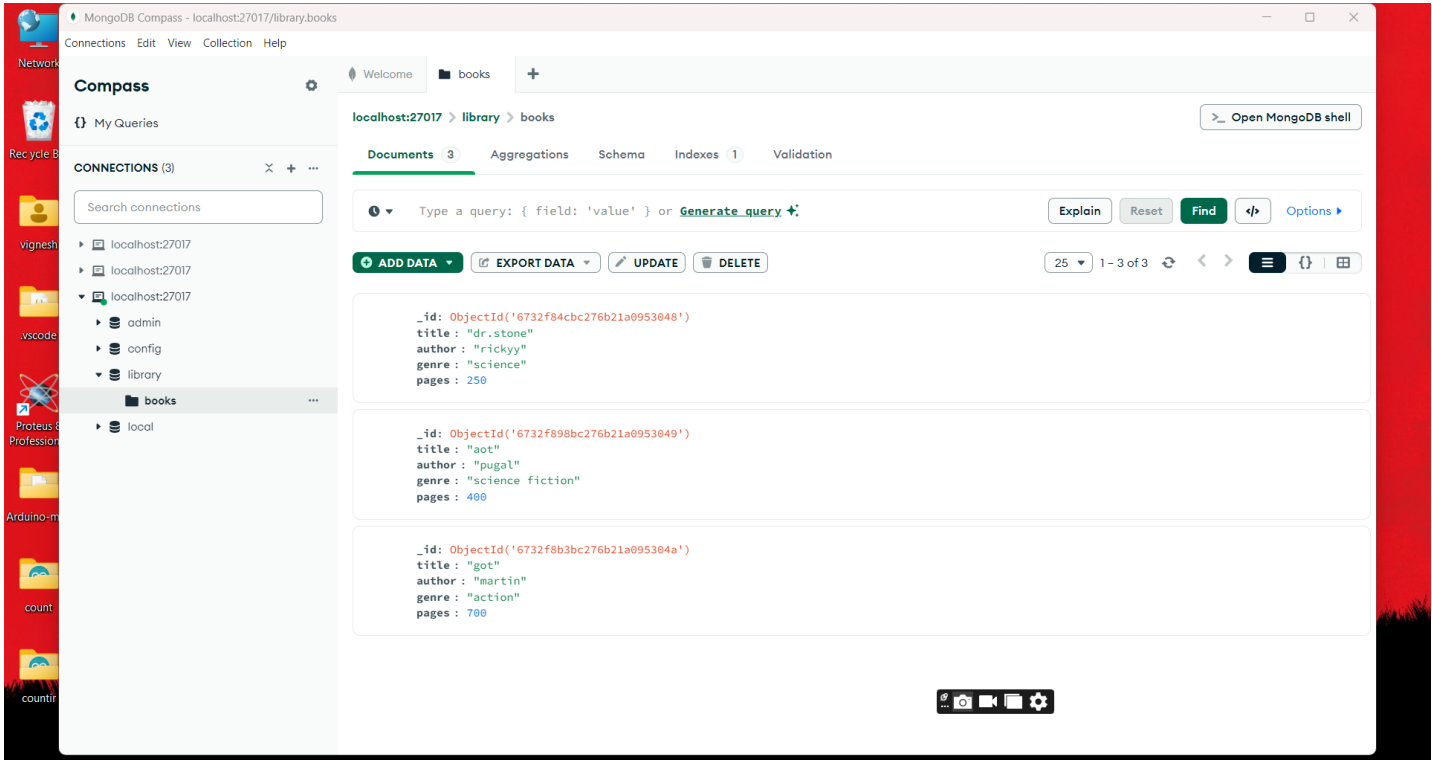 MongoDB Compass - localhost:27017/library.books
Connections Edit View Collection Help
Network
Recycle B
vignesh
.vscode
Proteus 8
Profession
Arduino-m
count
countir
Compass
{} My Queries
CONNECTIONS (3)
Search connections
localhost:27017
localhost:27017
localhost:27017
admin
config
library
books
local
Welcome books
localhost:27017 > library > books
>_ Open MongoDB shell
Documents 3 Aggregations Schema Indexes 1 Validation
Type a query: { field: 'value' } or Generate query
Explain Reset Find </> Options
ADD DATA EXPORT DATA UPDATE DELETE
25 1 – 3 of 3 {}
_id: ObjectId('6732f84cbc276b21a0953048')
title : "dr.stone"
author : "rickyy"
genre : "science"
pages : 250
_id: ObjectId('6732f898bc276b21a0953049')
title : "aot"
author : "pugal"
genre : "science fiction"
pages : 400
_id: ObjectId('6732f8b3bc276b21a095304a')
title : "got"
author : "martin"
genre : "action"
pages : 700